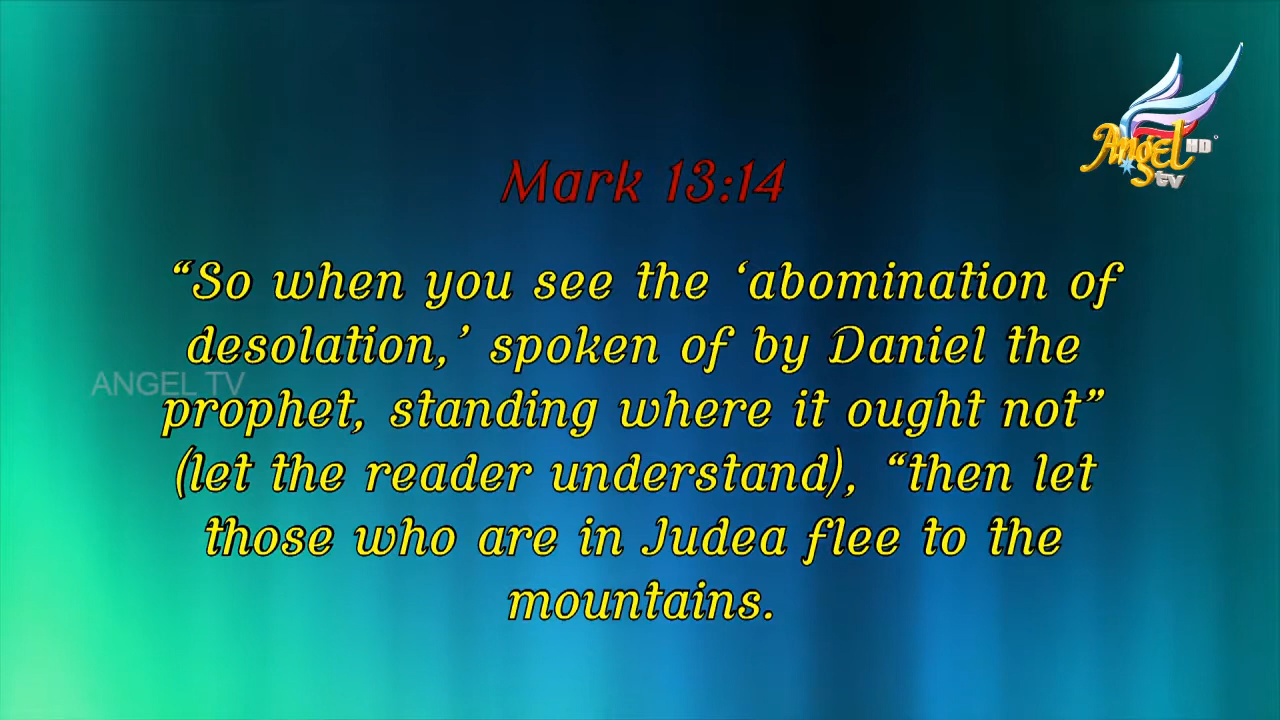 Angel HD
tv
Mark 13:14
“So when you see the ‘abomination of
desolation,’ spoken of by Daniel the
ANGEL TV
prophet, standing where it ought not”
(let the reader understand), “then let
those who are in Judea flee to the
mountains.